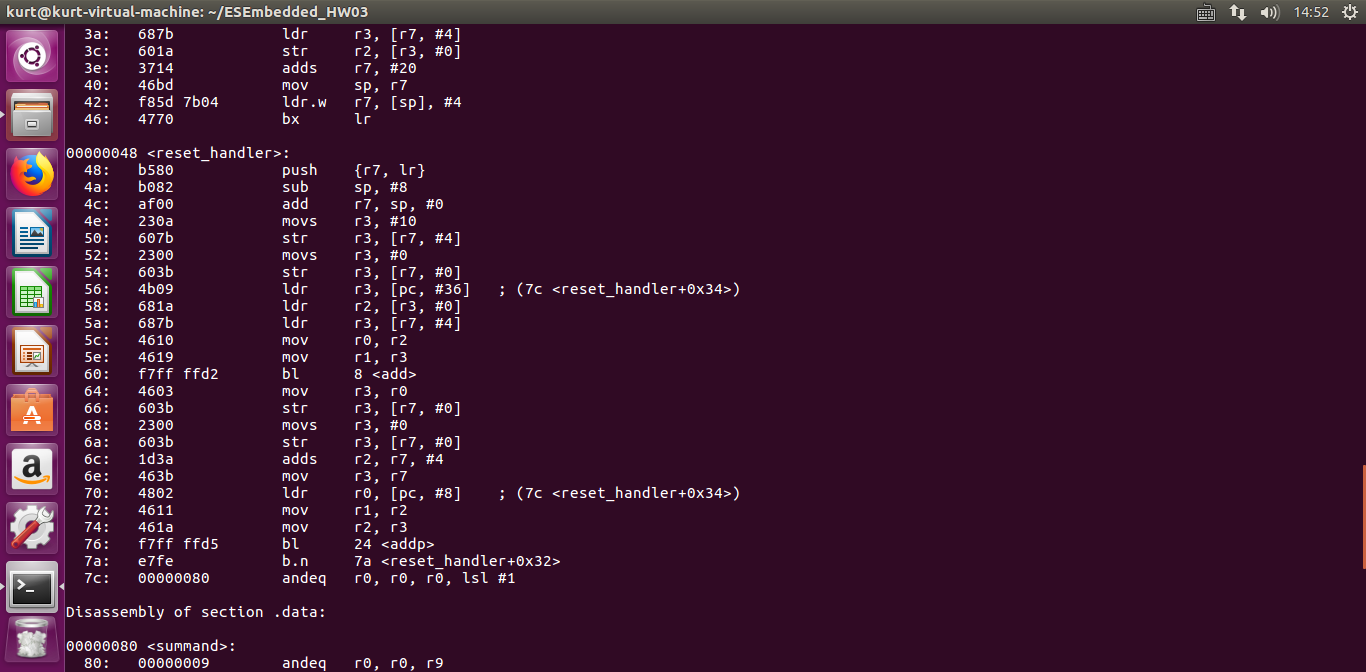 kurt@kurt-virtual-machine: ~/ESEmbedded_HW03 14:52
3a: 687b ldr r3, [r7, #4]
3c: 601a str r2, [r3, #0]
3e: 3714 adds r7, #20
40: 46bd mov sp, r7
42: f85d 7b04 ldr.w r7, [sp], #4
46: 4770 bx lr
00000048 <reset_handler>:
48: b580 push {r7, lr}
4a: b082 sub sp, #8
4c: af00 add r7, sp, #0
4e: 230a movs r3, #10
50: 607b str r3, [r7, #4]
52: 2300 movs r3, #0
54: 603b str r3, [r7, #0]
56: 4b09 ldr r3, [pc, #36] ; (7c <reset_handler+0x34>)
58: 681a ldr r2, [r3, #0]
5a: 687b ldr r3, [r7, #4]
5c: 4610 mov r0, r2
5e: 4619 mov r1, r3
60: f7ff ffd2 bl 8 <add>
64: 4603 mov r3, r0
66: 603b str r3, [r7, #0]
68: 2300 movs r3, #0
6a: 603b str r3, [r7, #0]
6c: 1d3a adds r2, r7, #4
6e: 463b mov r3, r7
70: 4802 ldr r0, [pc, #8] ; (7c <reset_handler+0x34>)
72: 4611 mov r1, r2
74: 461a mov r2, r3
76: f7ff ffd5 bl 24 <addp>
7a: e7fe b.n 7a <reset_handler+0x32>
7c: 00000080 andeq r0, r0, r0, lsl #1
Disassembly of section .data:
00000080 <summand>:
80: 00000009 andeq r0, r0, r9